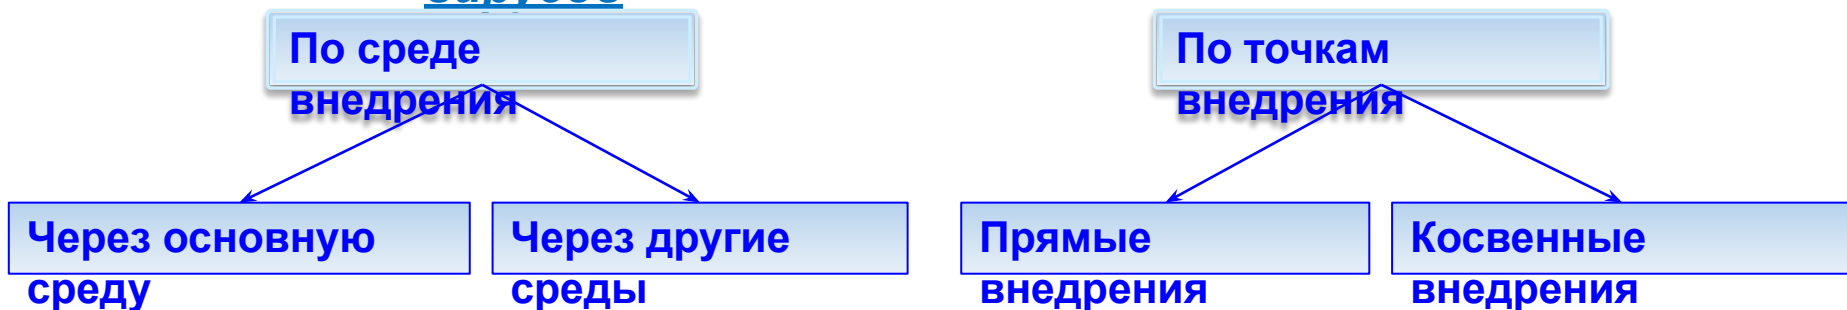 По среде
внедрения
По точкам
внедрения
Через основную
среду
Через другие
среды
Прямые
внедрения
Косвенные
внедрения